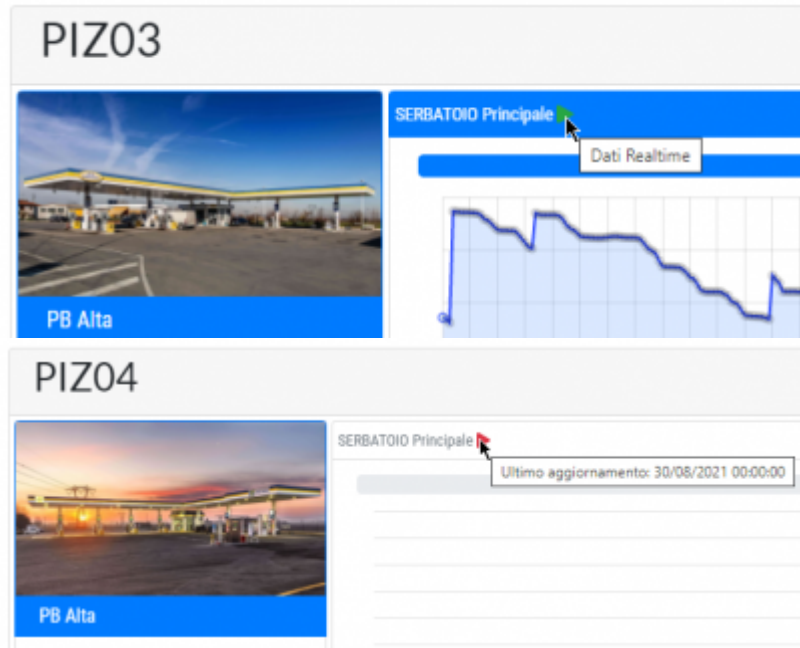 PIZ03
SERBATOIO Principale
Dati Realtime
PB Alta
PIZ04
SERBATOIO Principale
Ultimo aggiornamento: 30/08/2021 00:00:00
PB Alta